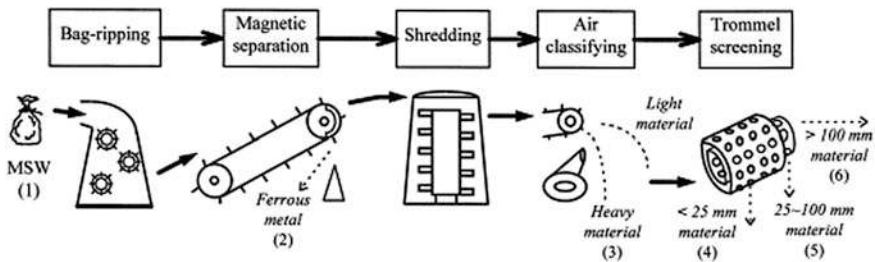 Bag-ripping
Magnetic
separation
Shredding
Air
classifying
Trommel
screening
MSW
(1)
Ferrous
metal
(2)
Light
material
Heavy
material
(3)
< 25 mm
material
(4)
25~100 mm
material
(5)
> 100 mm
material
(6)